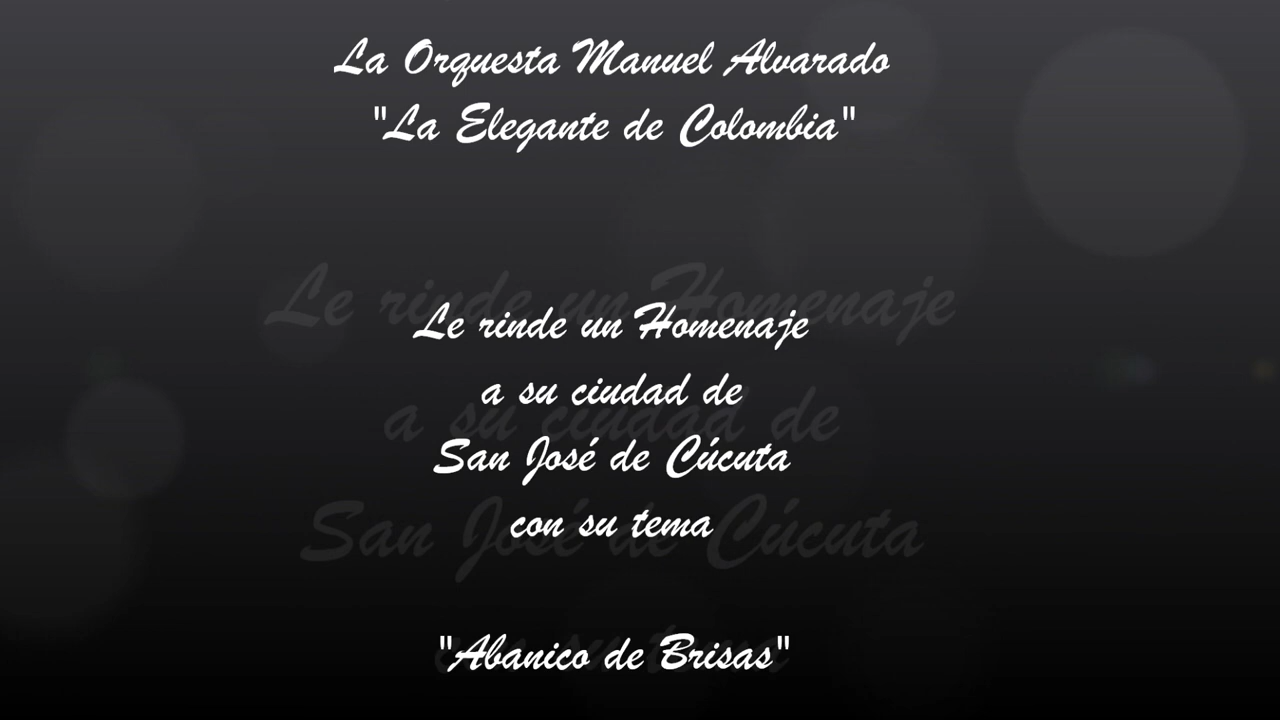 La Orquesta Manuel Alvarado
"La Elegante de Colombia"
Le rinde un Homenaje
a su ciudad de
San José de Cúcuta
con su tema
"Abanico de Brisas"